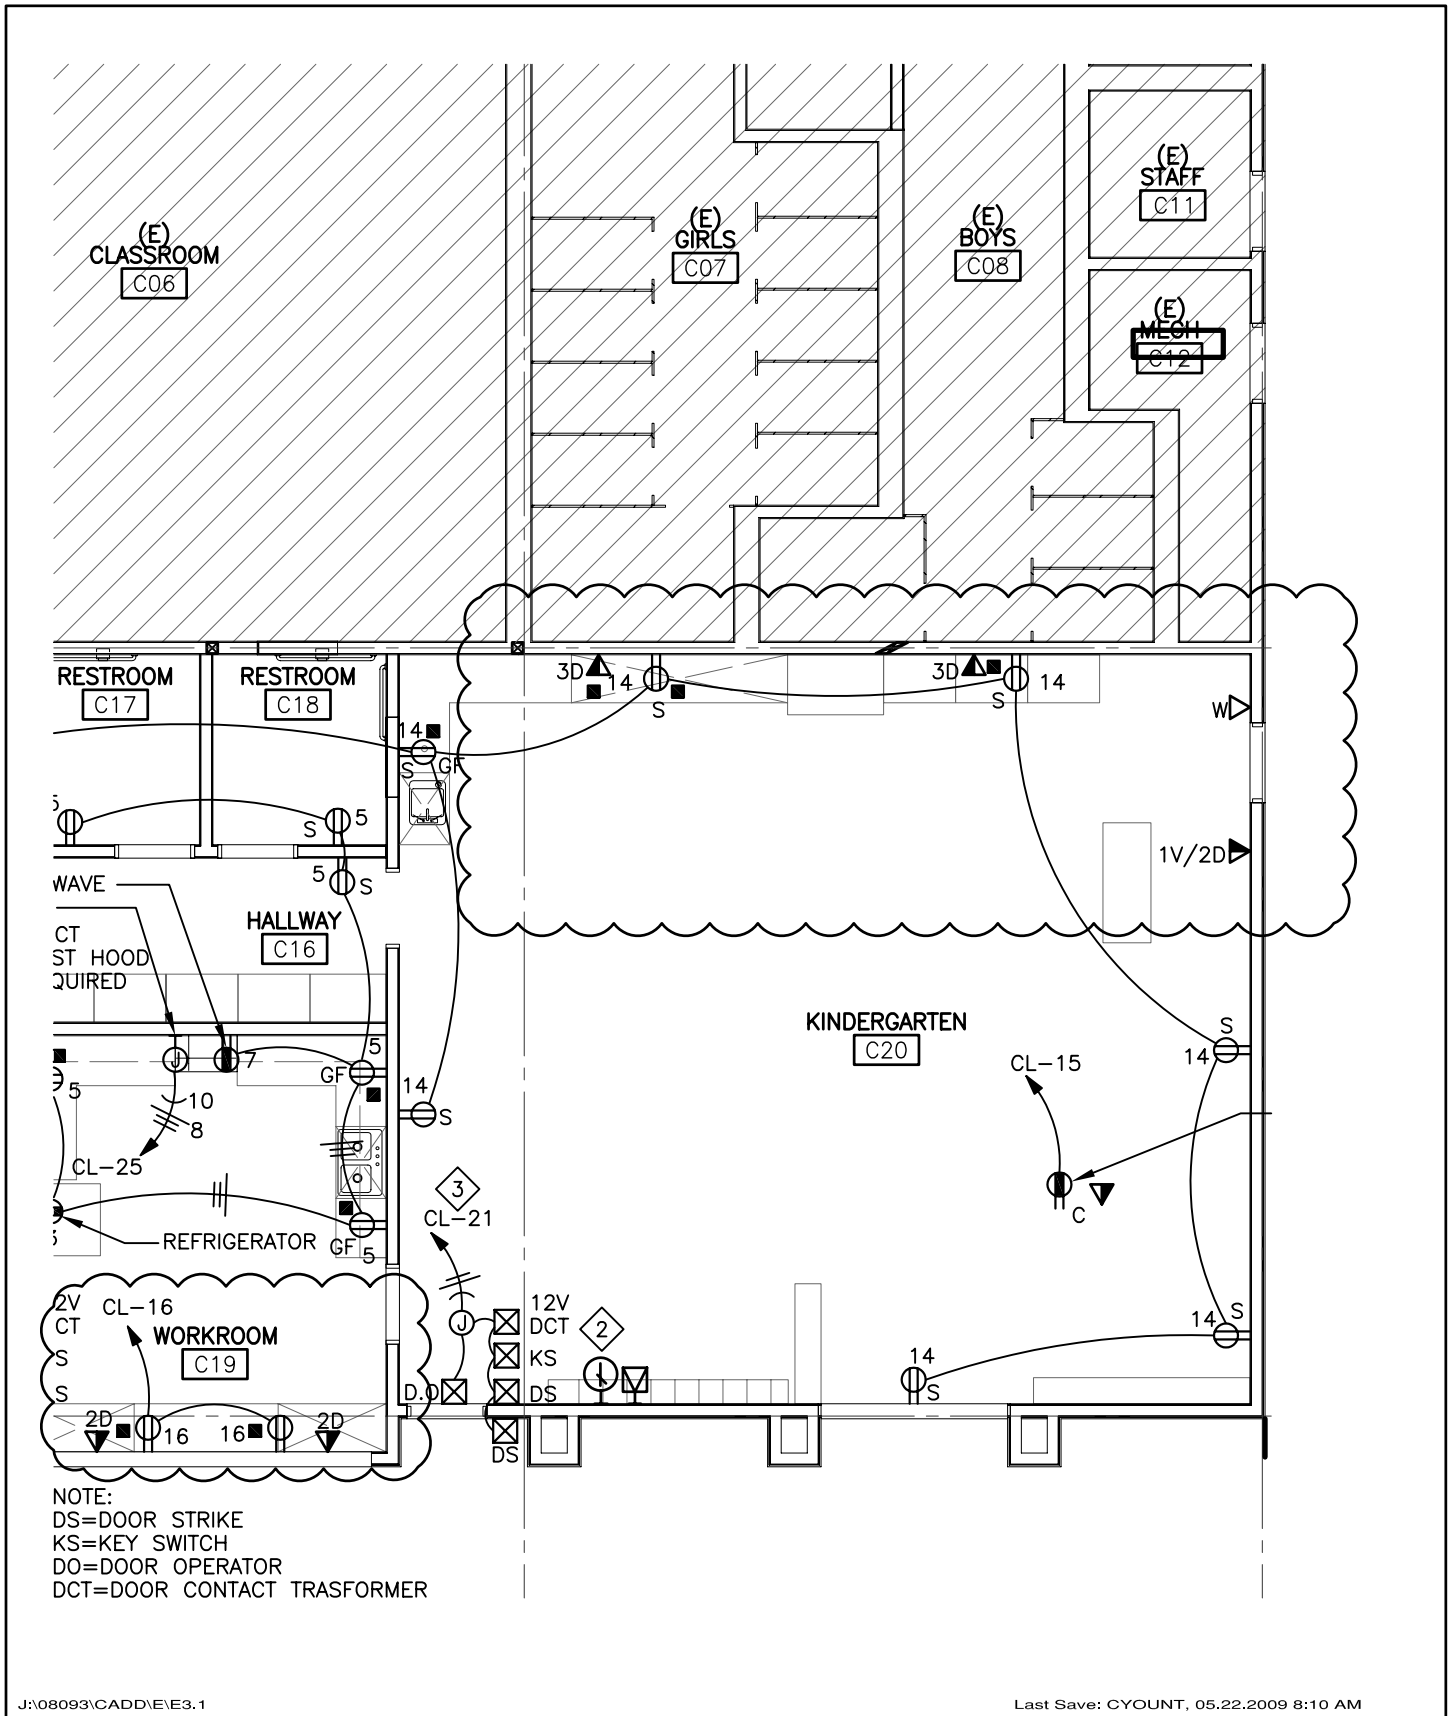 (E)
CLASSROOM
C06
(E)
GIRLS
C07
(E)
BOYS
C08
(E)
STAFF
C11
(E)
MECH
C12
RESTROOM
C17
RESTROOM
C18
3D
14
S
3D
S
14
W
14
S
GF
5
S
5
5
S
1V/2D
WAVE
HALLWAY
C16
CT
ST HOOD
QUIRED
KINDERGARTEN
C20
S
14
CL-15
J
7
5
GF
5
10
8
14
S
CL-25
C
3
CL-21
REFRIGERATOR
GF
5
2V
CT
S
S
CL-16
WORKROOM
C19
J
12V
DCT
KS
D.O
DS
DS
2
14
S
14
S
2D
16
16
2D
NOTE:
DS=DOOR STRIKE
KS=KEY SWITCH
DO=DOOR OPERATOR
DCT=DOOR CONTACT TRASFORMER
J:\08093\CADD\E\E3.1
Last Save: CYOUNT, 05.22.2009 8:10 AM